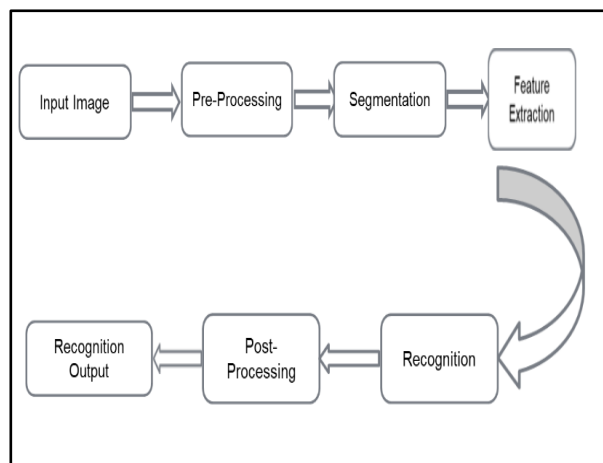 Input Image
Pre-Processing
Segmentation
Feature
Extraction
Recognition
Post-
Processing
Recognition
Output